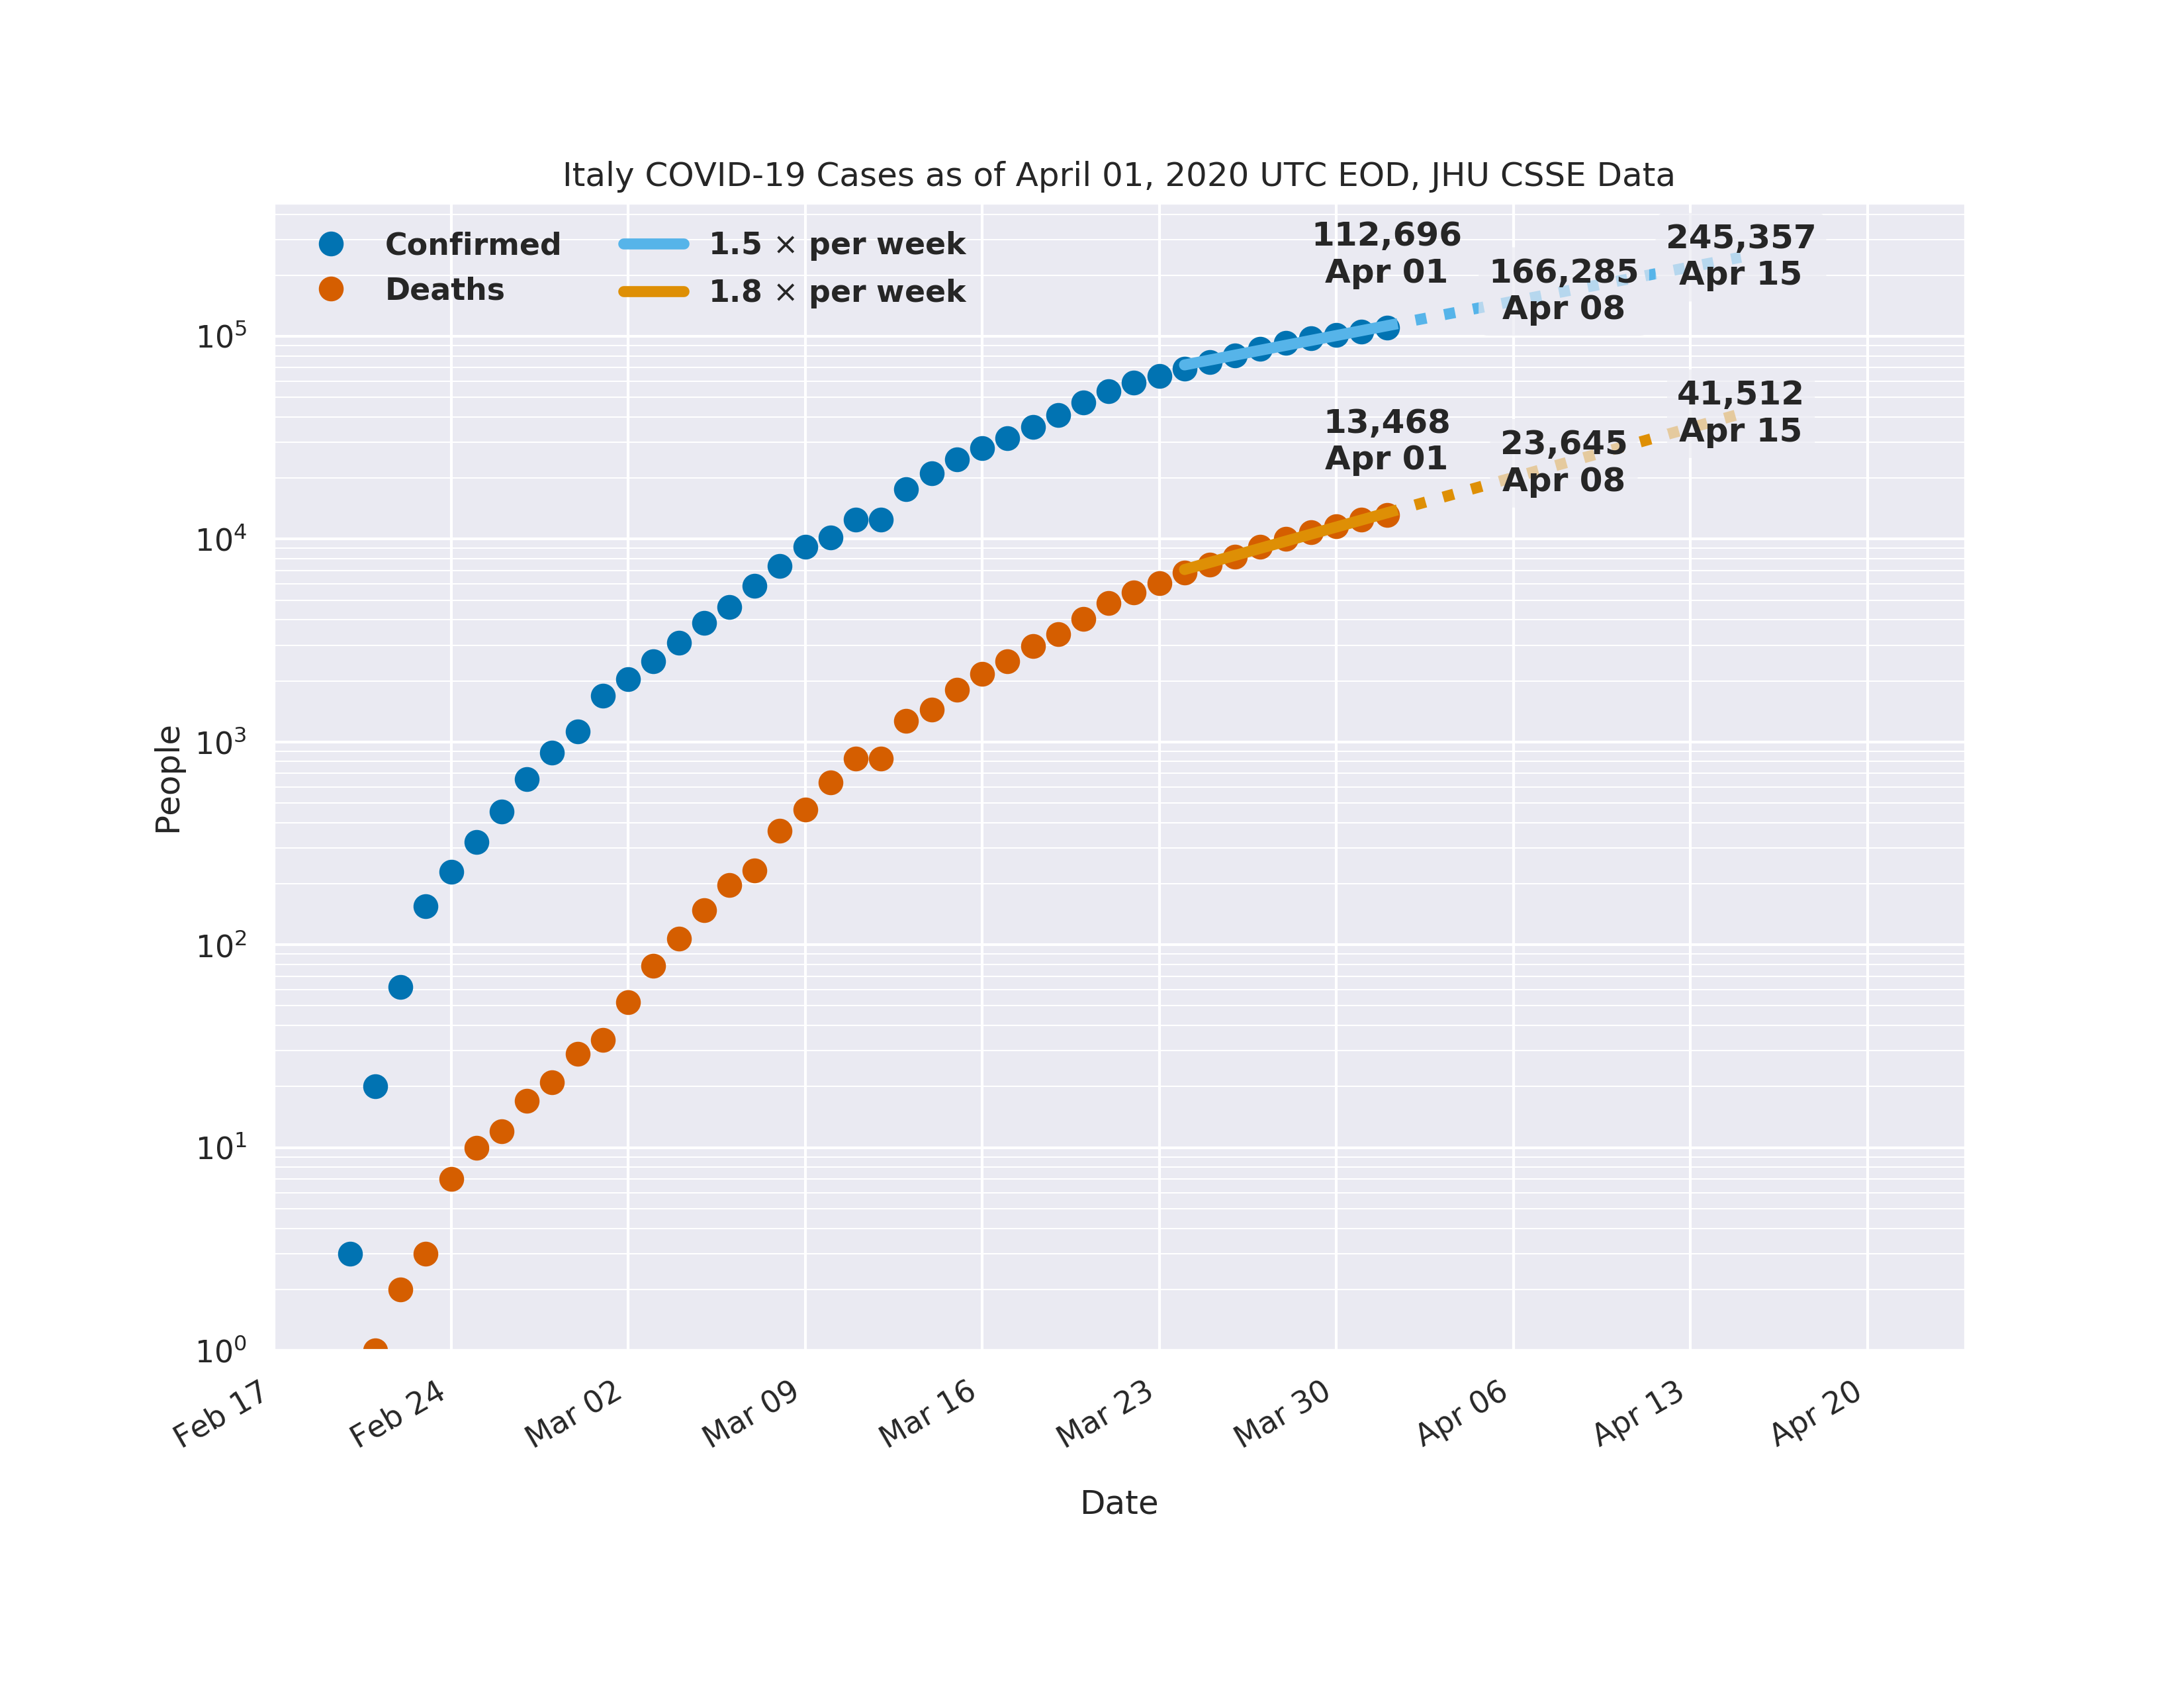 Italy COVID-19 Cases as of April 01, 2020 UTC EOD, JHU CSSE Data
Confirmed
Deaths
1.5 × per week
1.8 × per week
112,696
Apr 01
166,285
Apr 08
245,357
Apr 15
13,468
Apr 01
23,645
Apr 08
41,512
Apr 15
People
10⁵
10⁴
10³
10²
10¹
10⁰
Feb 17
Feb 24
Mar 02
Mar 09
Mar 16
Mar 23
Mar 30
Apr 06
Apr 13
Apr 20
Date